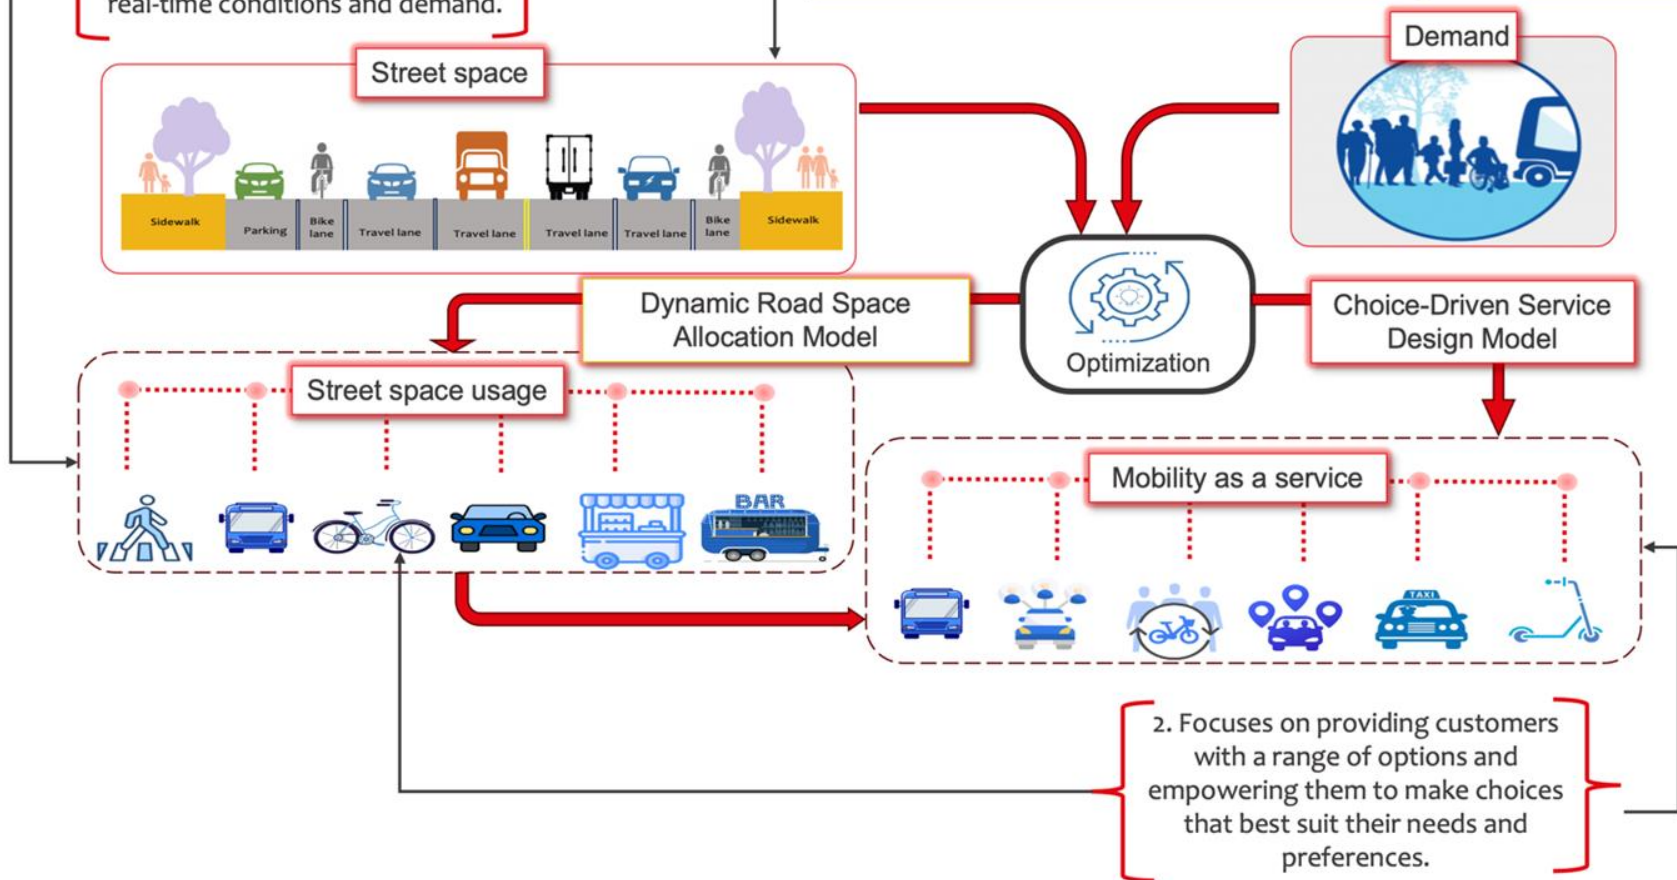 real-time conditions and demand.
Street space
Demand
Sidewalk
Parking
Bike
lane
Travel lane
Travel lane
Travel lane
Travel lane
Bike
lane
Sidewalk
Dynamic Road Space
Allocation Model
Optimization
Choice-Driven Service
Design Model
Street space usage
BAR
Mobility as a service
TAXI
2. Focuses on providing customers
with a range of options and
empowering them to make choices
that best suit their needs and
preferences.